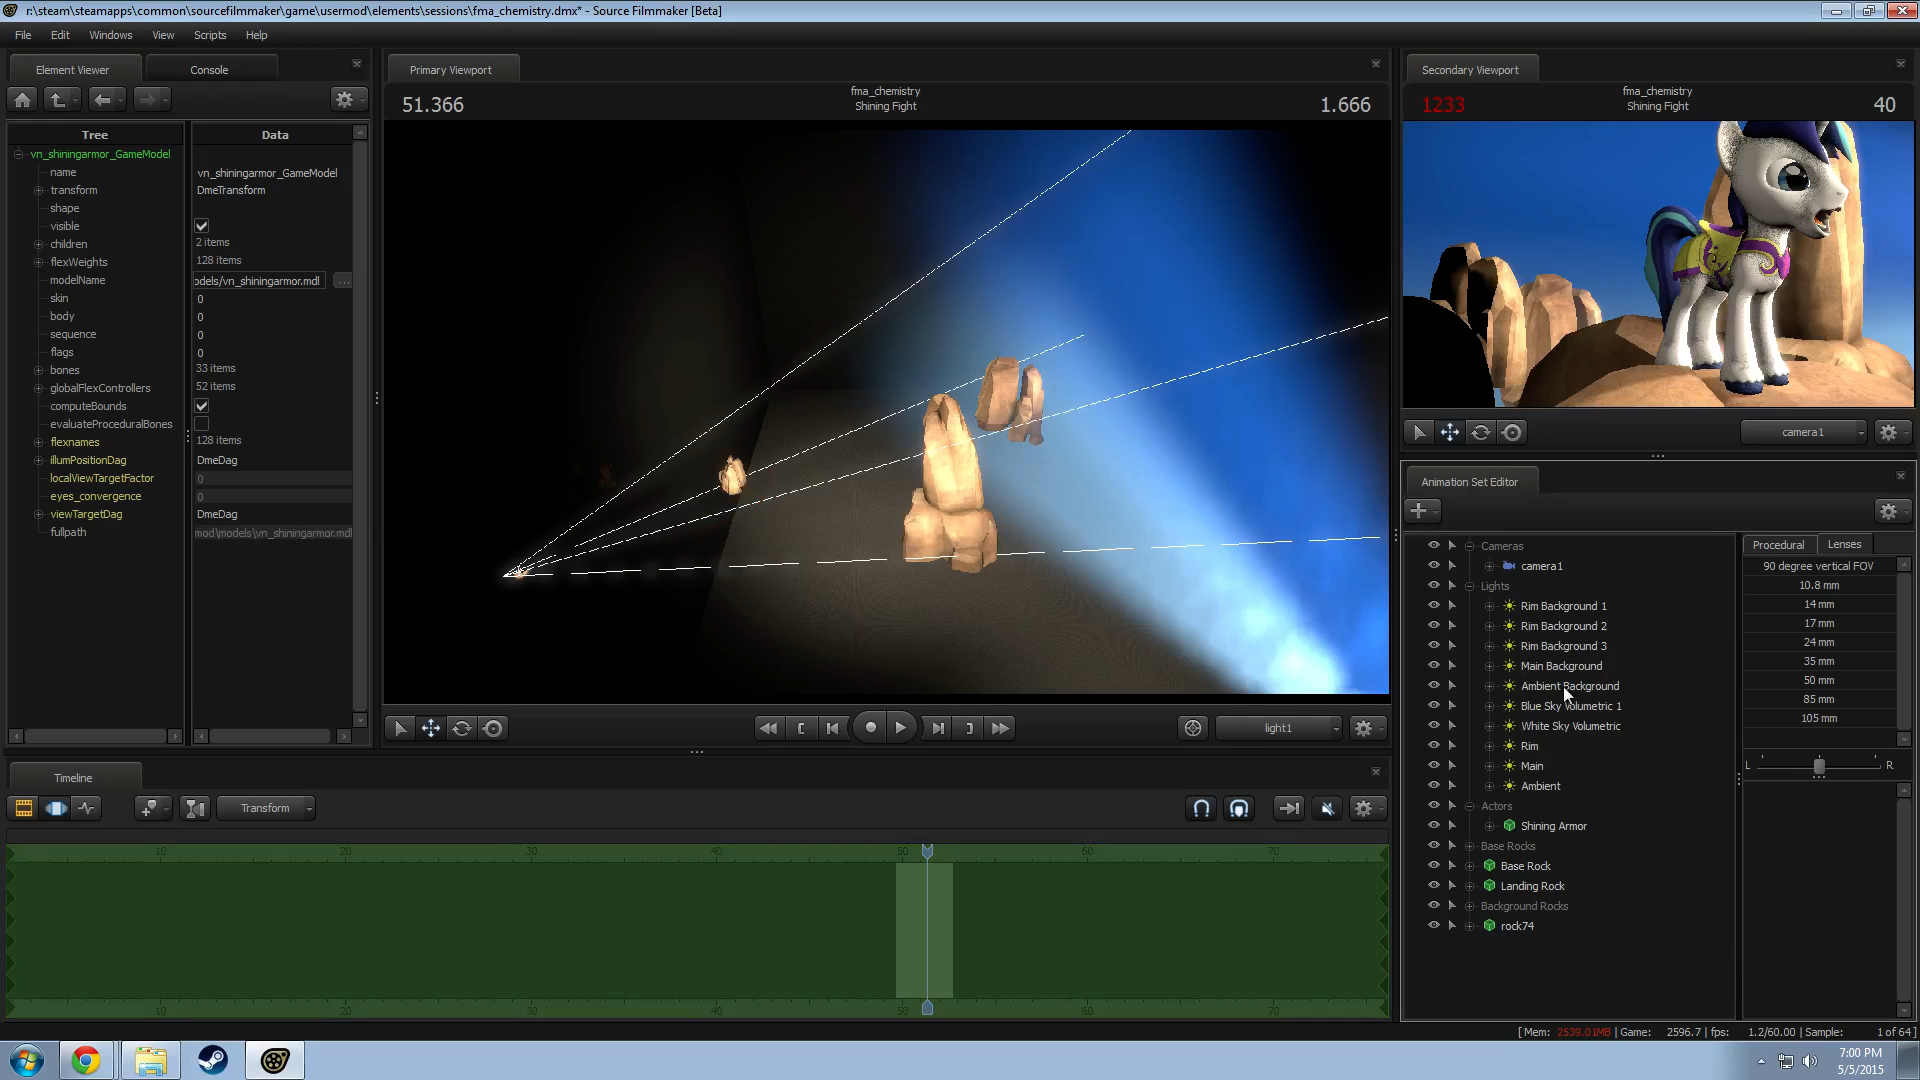 r:\steam\steamapps\common\sourcefilmmaker\game\usermod\elements\sessions\fma_chemistry.dmx* - Source Filmmaker [Beta]
File Edit Windows View Scripts Help
Element Viewer Console
Tree Data
vn_shiningarmor_GameModel
name vn_shiningarmor_GameModel
transform DmeTransform
shape
visible
children 2 items
flexWeights 128 items
modelName odels/vn_shiningarmor.mdl ...
skin 0
body 0
sequence 0
flags 0
bones 33 items
globalFlexControllers 52 items
computeBounds
evaluateProceduralBones
flexnames 128 items
illumPositionDag DmeDag
localViewTargetFactor 0
eyes_convergence 0
viewTargetDag DmeDag
fullpath mod\models\vn_shiningarmor.mdl
Primary Viewport
51.366
fma_chemistry
Shining Fight
1.666
light1
Secondary Viewport
1233
fma_chemistry
Shining Fight
40
camera1
Animation Set Editor
Cameras
camera1
Lights
Rim Background 1
Rim Background 2
Rim Background 3
Main Background
Ambient Background
Blue Sky Volumetric 1
White Sky Volumetric
Rim
Main
Ambient
Actors
Shining Armor
Base Rocks
Base Rock
Landing Rock
Background Rocks
rock74
Procedural Lenses
90 degree vertical FOV
10.8 mm
14 mm
17 mm
24 mm
35 mm
50 mm
85 mm
105 mm
L R
Timeline
Transform
10 20 30 40 50 60 70
10 20 30 40 50 60 70
[ Mem: 2539.01MB | Game: 2596.7 | fps: 1.2/60.00 | Sample: 1 of 64 ]
7:00 PM
5/5/2015